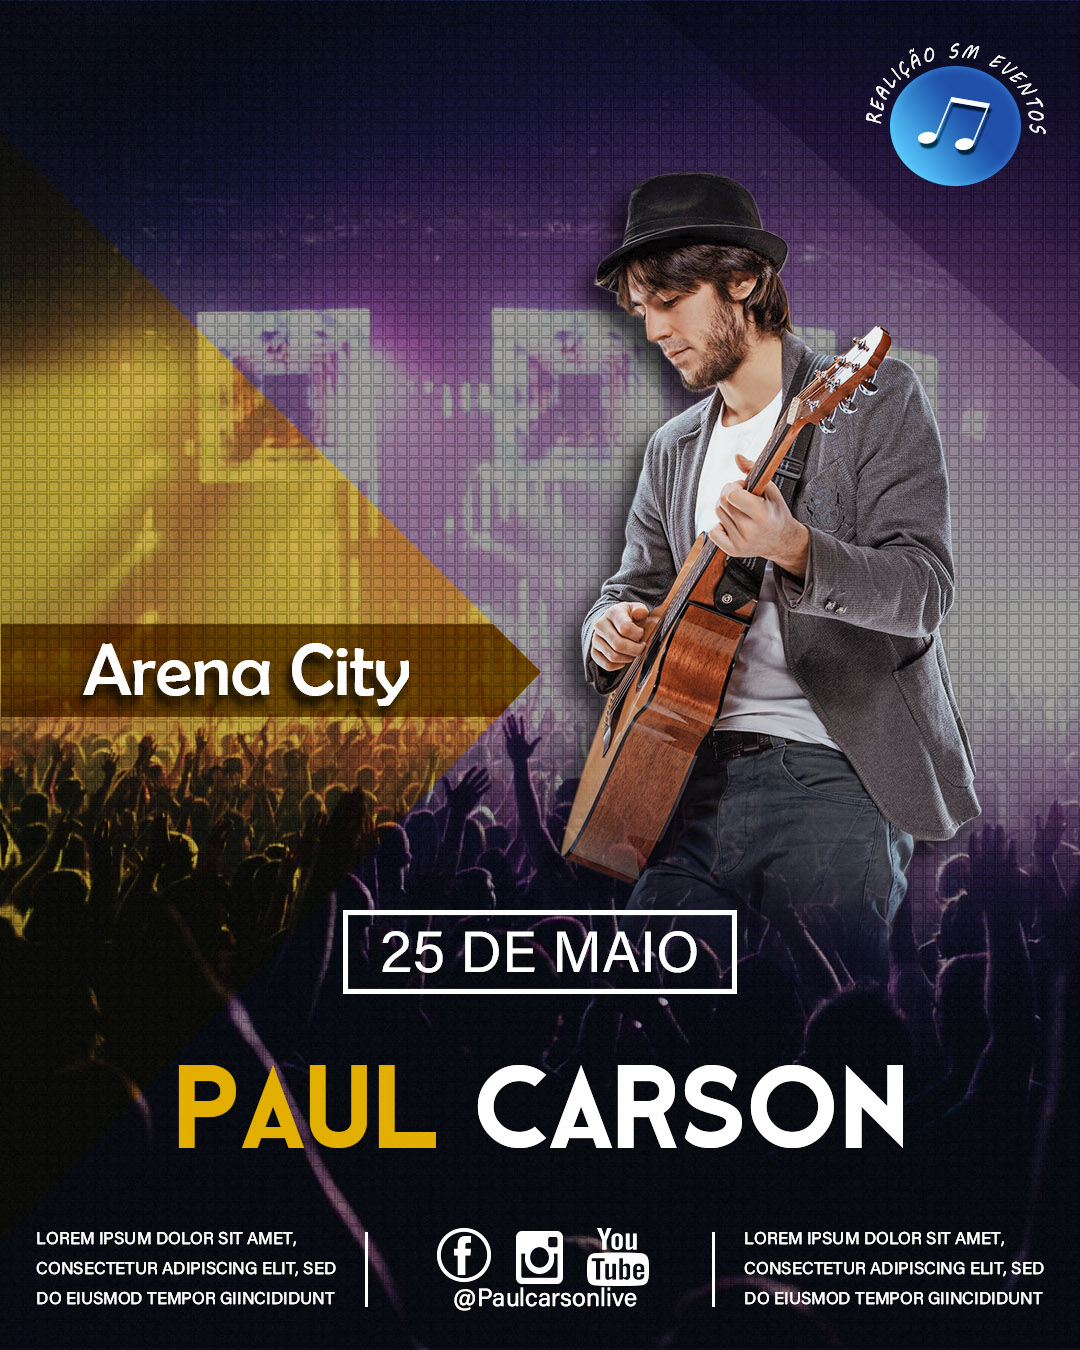 REALIÇÃO SM EVENTOS
Arena City
25 DE MAIO
PAUL CARSON
LOREM IPSUM DOLOR SIT AMET,
CONSECTETUR ADIPISCING ELIT, SED
DO EIUSMOD TEMPOR GIINCIDIDUNT
You
Tube
@Paulcarsonlive
LOREM IPSUM DOLOR SIT AMET,
CONSECTETUR ADIPISCING ELIT, SED
DO EIUSMOD TEMPOR GIINCIDIDUNT